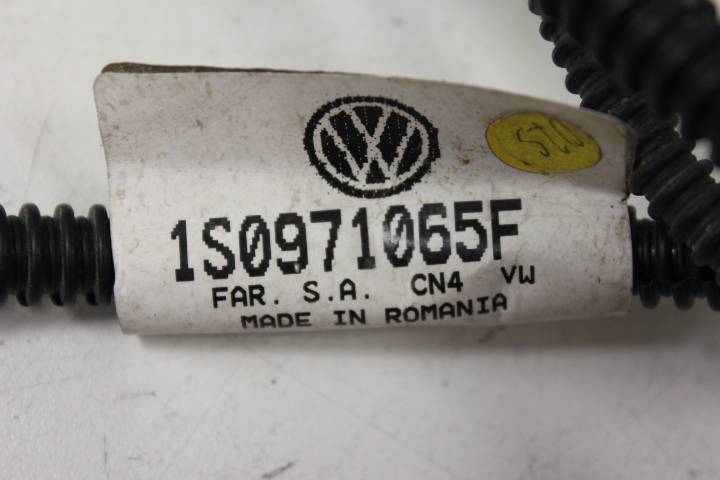 1S0971065F
FAR. S.A. CN4 VW
MADE IN ROMANIA